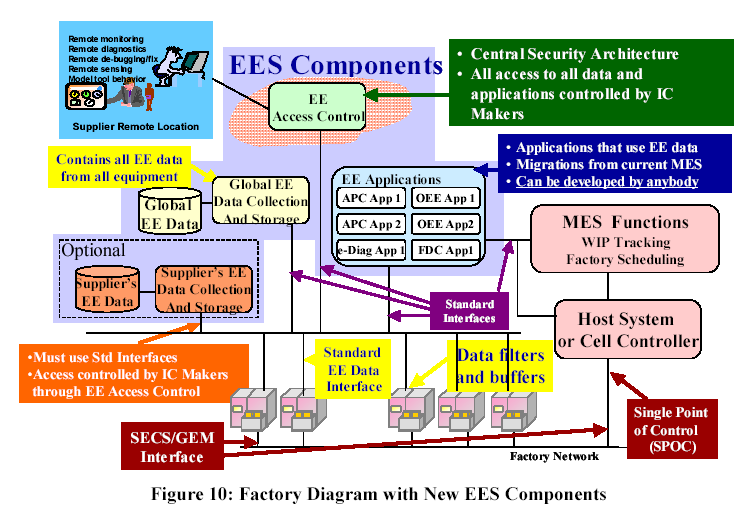 Remote monitoring
Remote diagnostics
Remote de-bugging/fix
Remote sensing
Model tool behavior
Supplier Remote Location
EES Components
EE
Access Control
• Central Security Architecture
• All access to all data and
applications controlled by IC
Makers
Contains all EE data
from all equipment
Global
EE Data
Global EE
Data Collection
And Storage
EE Applications
APC App 1
OEE App 1
APC App 2
OEE App2
e-Diag App 1
FDC App1
• Applications that use EE data
• Migrations from current MES
• Can be developed by anybody
MES Functions
WIP Tracking
Factory Scheduling
Optional
Supplier's
EE Data
Supplier's EE
Data Collection
And Storage
Standard
Interfaces
Host System
or Cell Controller
•Must use Std Interfaces
•Access controlled by IC Makers
through EE Access Control
Standard
EE Data
Interface
Data filters
and buffers
SECS/GEM
Interface
Single Point
of Control
(SPOC)
Factory Network
Figure 10: Factory Diagram with New EES Components